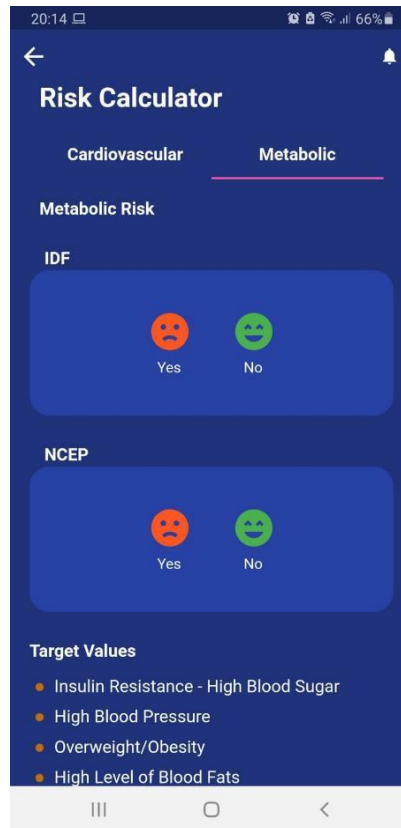 20:14
66%
Risk Calculator
Cardiovascular Metabolic
Metabolic Risk
IDF
Yes No
NCEP
Yes No
Target Values
Insulin Resistance - High Blood Sugar
High Blood Pressure
Overweight/Obesity
High Level of Blood Fats